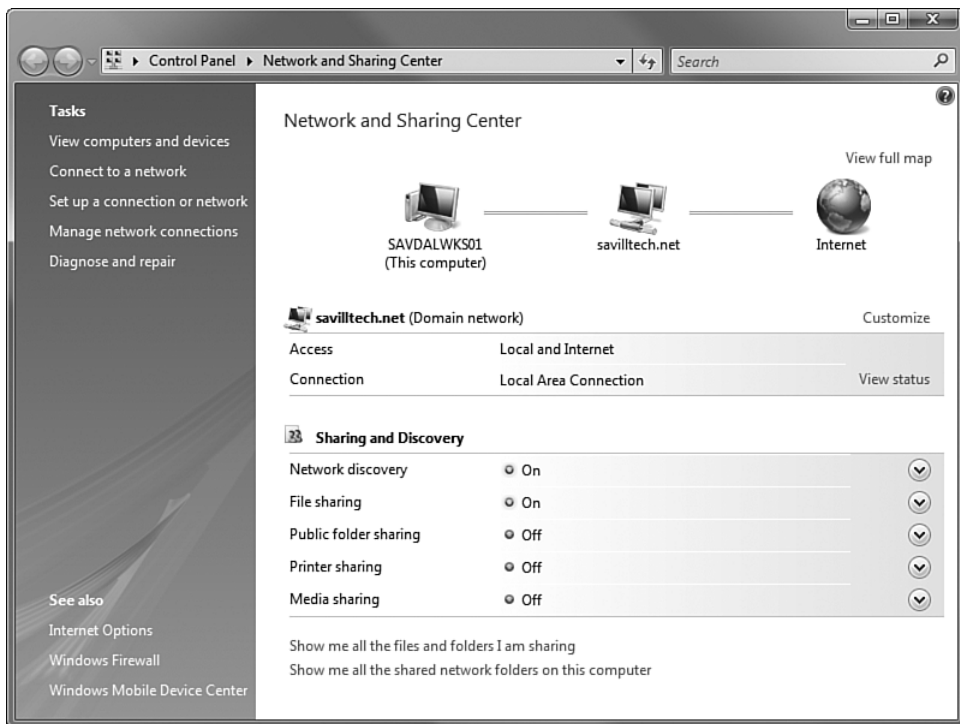 Control Panel
Network and Sharing Center
Search
Tasks
View computers and devices
Connect to a network
Set up a connection or network
Manage network connections
Diagnose and repair
See also
Internet Options
Windows Firewall
Windows Mobile Device Center
Network and Sharing Center
View full map
SAVDALWKS01
(This computer)
savilltech.net
Internet
savilltech.net (Domain network) Customize
Access Local and Internet
Connection Local Area Connection View status
Sharing and Discovery
Network discovery On
File sharing On
Public folder sharing Off
Printer sharing Off
Media sharing Off
Show me all the files and folders I am sharing
Show me all the shared network folders on this computer